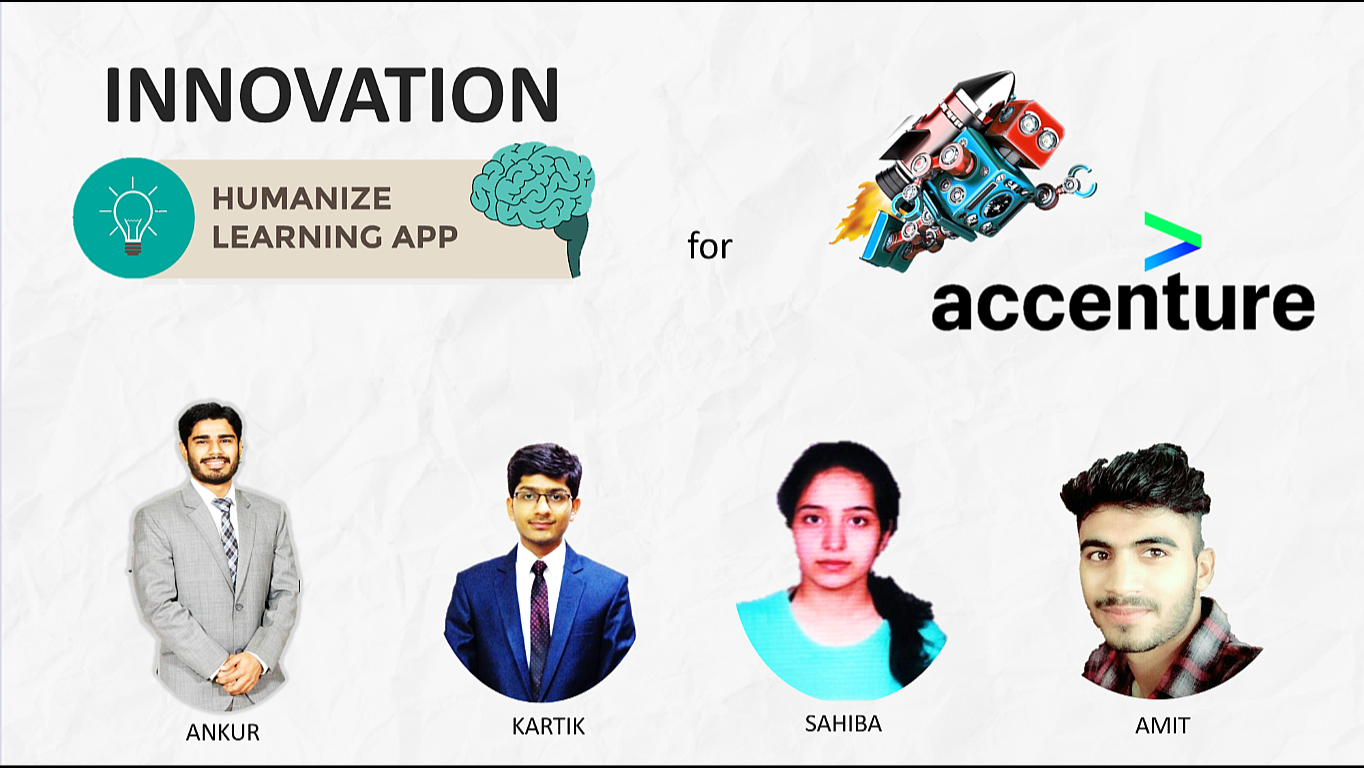 INNOVATION
HUMANIZE
LEARNING APP
for
accenture
ANKUR
KARTIK
SAHIBA
AMIT